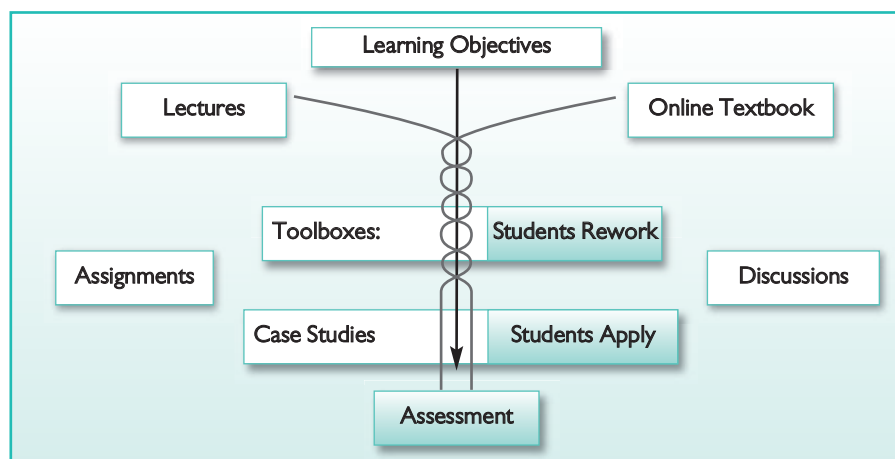 Learning Objectives
Lectures
Online Textbook
Toolboxes:
Students Rework
Assignments
Discussions
Case Studies
Students Apply
Assessment